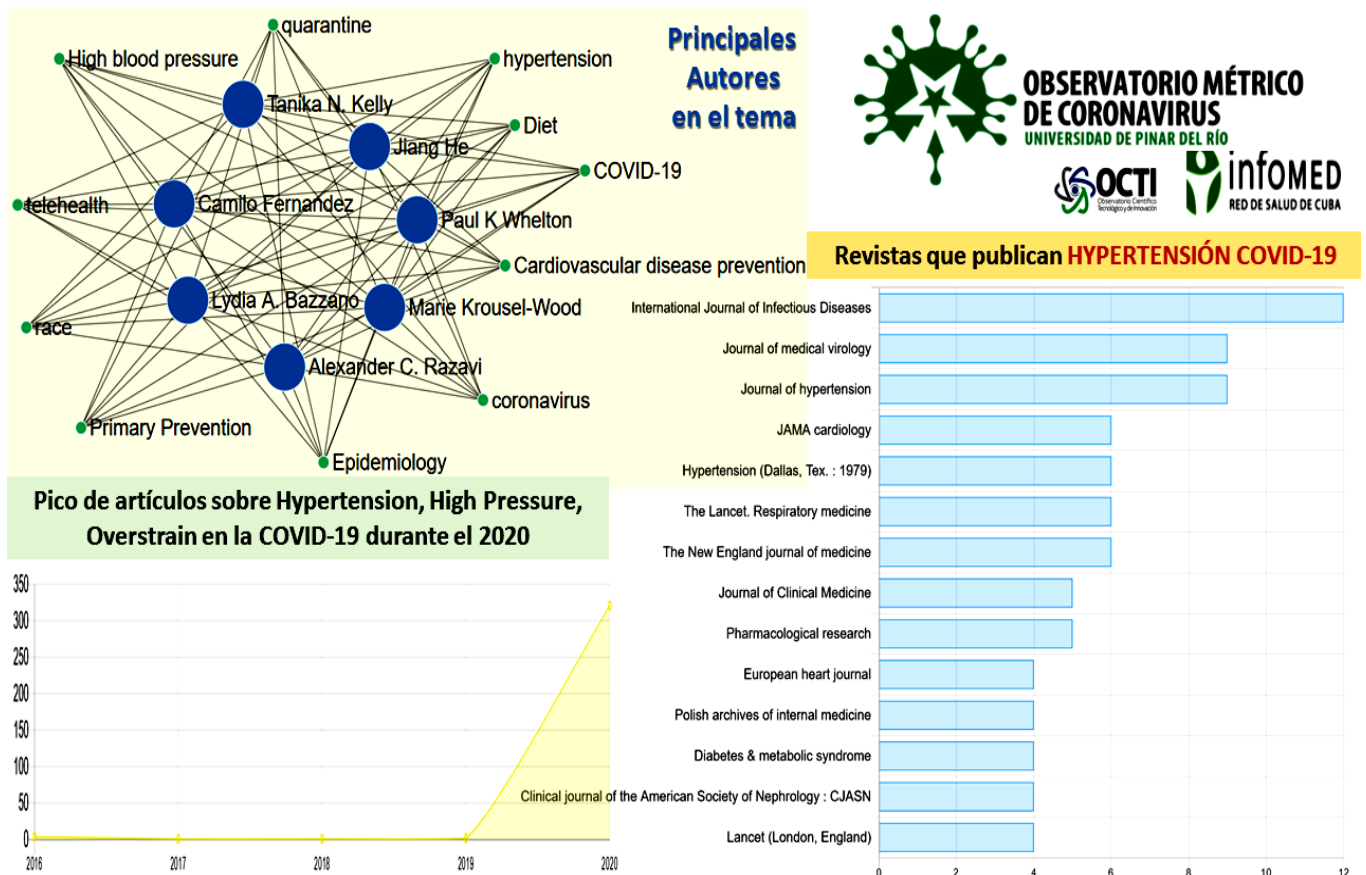 quarantine
High blood pressure
hypertension
Tanika N. Kelly
Diet
Jiang He
COVID-19
telehealth
Camilo Fernandez
Paul K Whelton
Cardiovascular disease prevention
Lydia A. Bazzano
Marie Krousel-Wood
race
Alexander C. Razavi
coronavirus
Primary Prevention
Epidemiology
Principales
Autores
en el tema
OBSERVATORIO MÉTRICO
DE CORONAVIRUS
UNIVERSIDAD DE PINAR DEL RÍO
OCTI
Observatorio Científico
Tecnológico y de Innovación
infoMED
RED DE SALUD DE CUBA
Pico de artículos sobre Hypertension, High Pressure,
Overstrain en la COVID-19 durante el 2020
350
300
250
200
150
100
50
0
2016 2017 2018 2019 2020
Revistas que publican HYPERTENSIÓN COVID-19
International Journal of Infectious Diseases
Journal of medical virology
Journal of hypertension
JAMA cardiology
Hypertension (Dallas, Tex. : 1979)
The Lancet. Respiratory medicine
The New England journal of medicine
Journal of Clinical Medicine
Pharmacological research
European heart journal
Polish archives of internal medicine
Diabetes & metabolic syndrome
Clinical journal of the American Society of Nephrology : CJASN
Lancet (London, England)
0 2 4 6 8 10 12